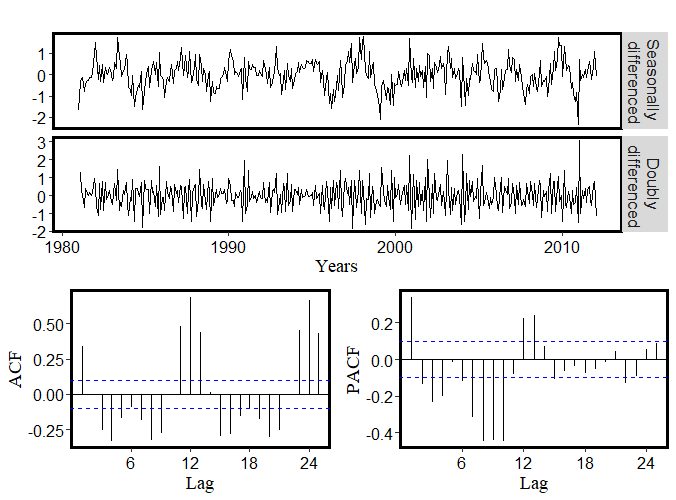 1
0
-1
-2
Seasonally
differenced
3
2
1
0
-1
-2
Doubly
differenced
1980 1990 2000 2010
Years
ACF
0.50
0.25
0.00
-0.25
6 12 18 24
Lag
PACF
0.2
0.0
-0.2
-0.4
6 12 18 24
Lag